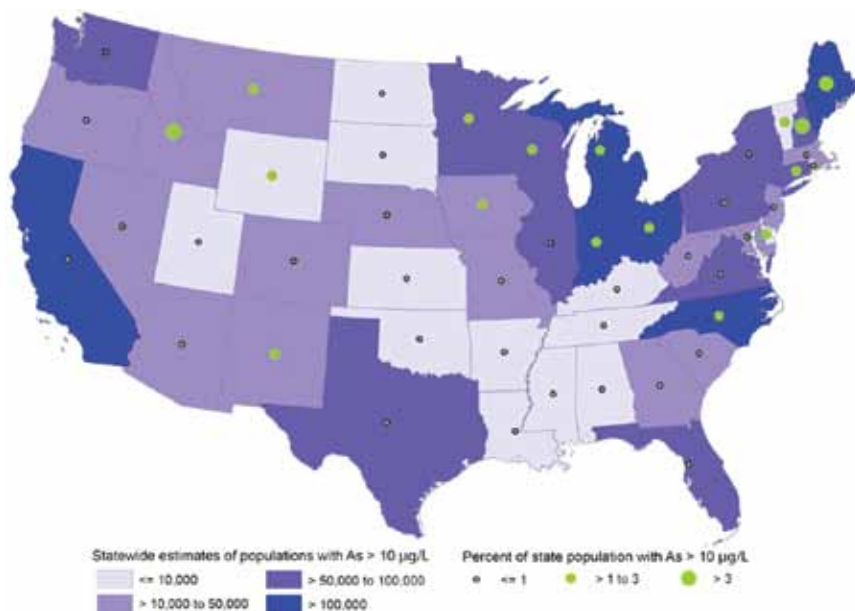 Statewide estimates of populations with As > 10 µg/L
<= 10,000
> 50,000 to 100,000
> 10,000 to 50,000
> 100,000
Percent of state population with As > 10 µg/L
<= 1
> 1 to 3
> 3